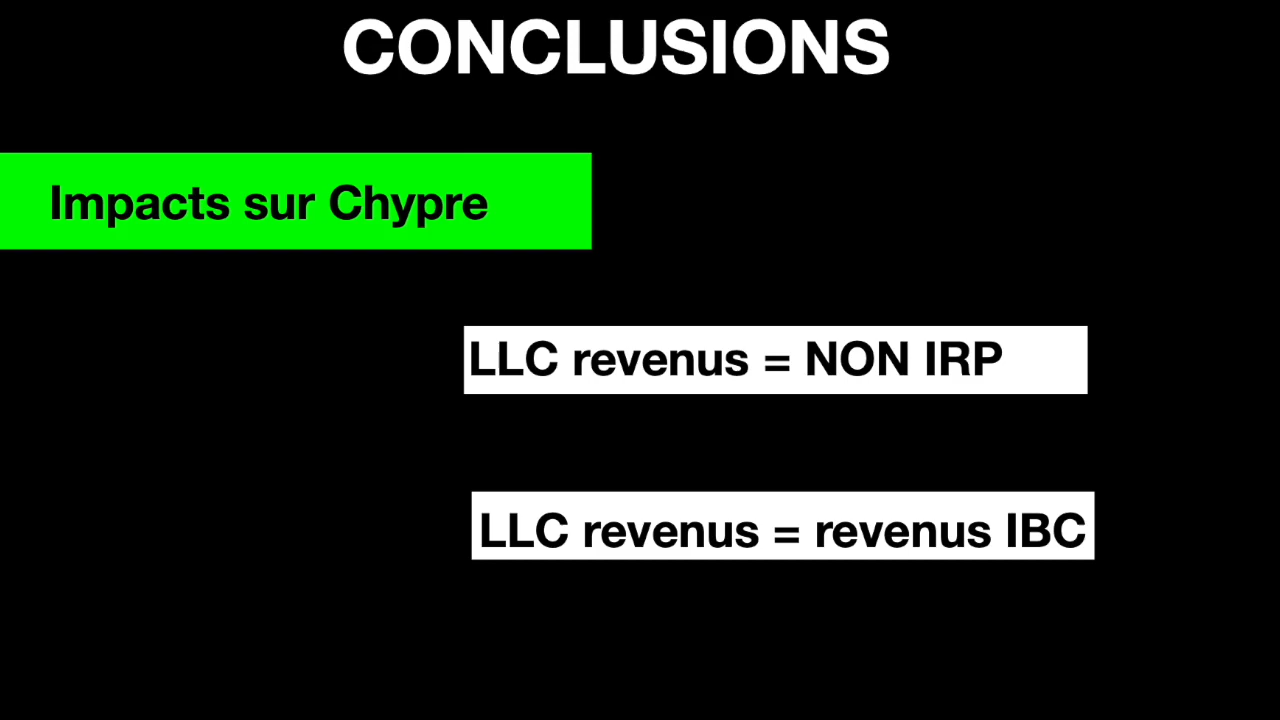 CONCLUSIONS
Impacts sur Chypre
LLC revenus = NON IRP
LLC revenus = revenus IBC